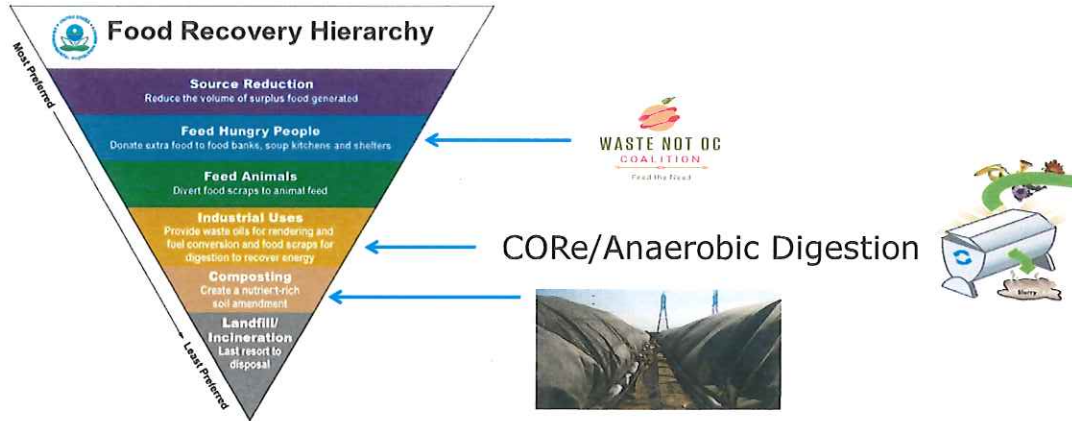 Food Recovery Hierarchy
Most Preferred
Source Reduction
Reduce the volume of surplus food generated
Feed Hungry People
Donate extra food to food banks, soup kitchens and shelters
Feed Animals
Divert food scraps to animal feed
Industrial Uses
Provide waste oils for rendering and
fuel conversion and food scraps for
digestion to recover energy
Composting
Create a nutrient-rich
soil amendment
Landfill/
Incineration
Last resort to
disposal
Least Preferred
WASTE NOT OC
COALITION
Feed the Need
CORe/Anaerobic Digestion
Slurry